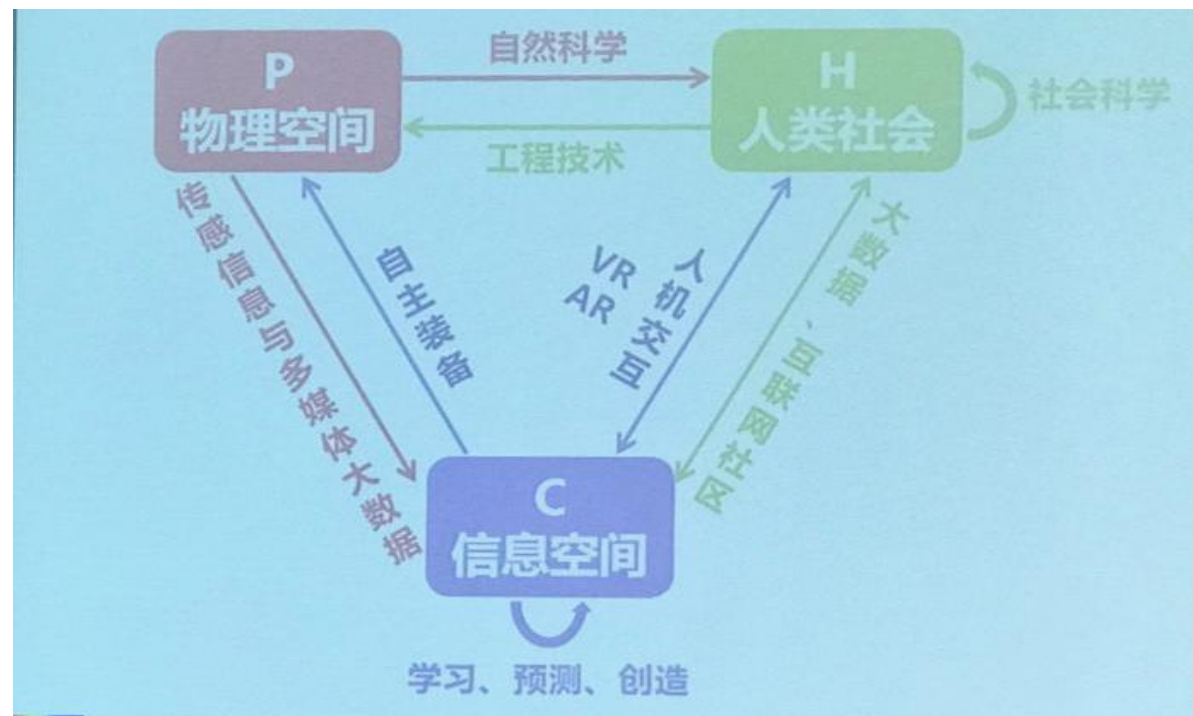 P
物理空间
自然科学
H
人类社会
社会科学
工程技术
传感信息与多媒体大数据
自主装备
VR
AR
人机交互
大数据、互联网社区
C
信息空间
学习、预测、创造